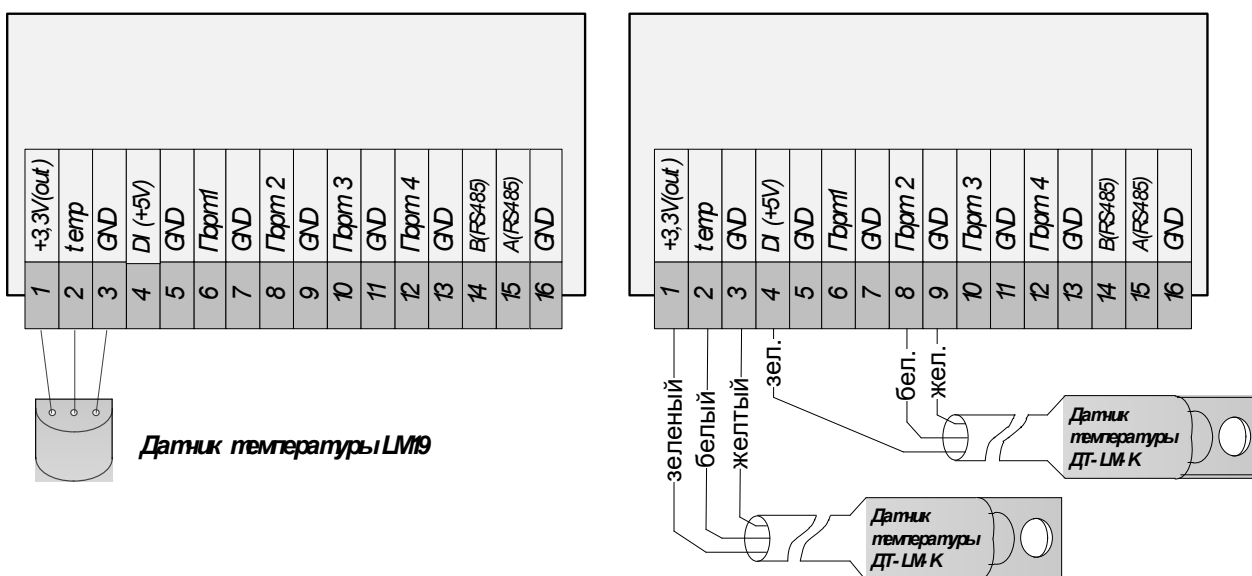 +3,3V(out)
temp
GND
DI (+5V)
GND
Порт1
GND
Порт 2
GND
Порт 3
GND
Порт 4
GND
B(RS485)
A(RS485)
GND
1
2
3
4
5
6
7
8
9
10
11
12
13
14
15
16
Датчик температуры LM19
+3,3V(out)
temp
GND
DI (+5V)
GND
Порт1
GND
Порт 2
GND
Порт 3
GND
Порт 4
GND
B(RS485)
A(RS485)
GND
1
2
3
4
5
6
7
8
9
10
11
12
13
14
15
16
зеленый
белый
желтый
зел.
бел.
жел.
Датчик
температуры
ДТ-LM-K
Датчик
температуры
ДТ-LM-K